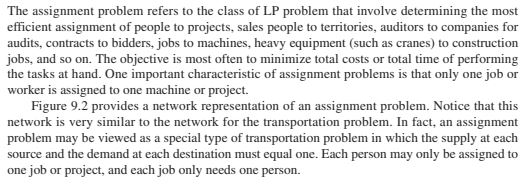 The assignment problem refers to the class of LP problem that involve determining the most
efficient assignment of people to projects, sales people to territories, auditors to companies for
audits, contracts to bidders, jobs to machines, heavy equipment (such as cranes) to construction
jobs, and so on. The objective is most often to minimize total costs or total time of performing
the tasks at hand. One important characteristic of assignment problems is that only one job or
worker is assigned to one machine or project.
Figure 9.2 provides a network representation of an assignment problem. Notice that this
network is very similar to the network for the transportation problem. In fact, an assignment
problem may be viewed as a special type of transportation problem in which the supply at each
source and the demand at each destination must equal one. Each person may only be assigned to
one job or project, and each job only needs one person.